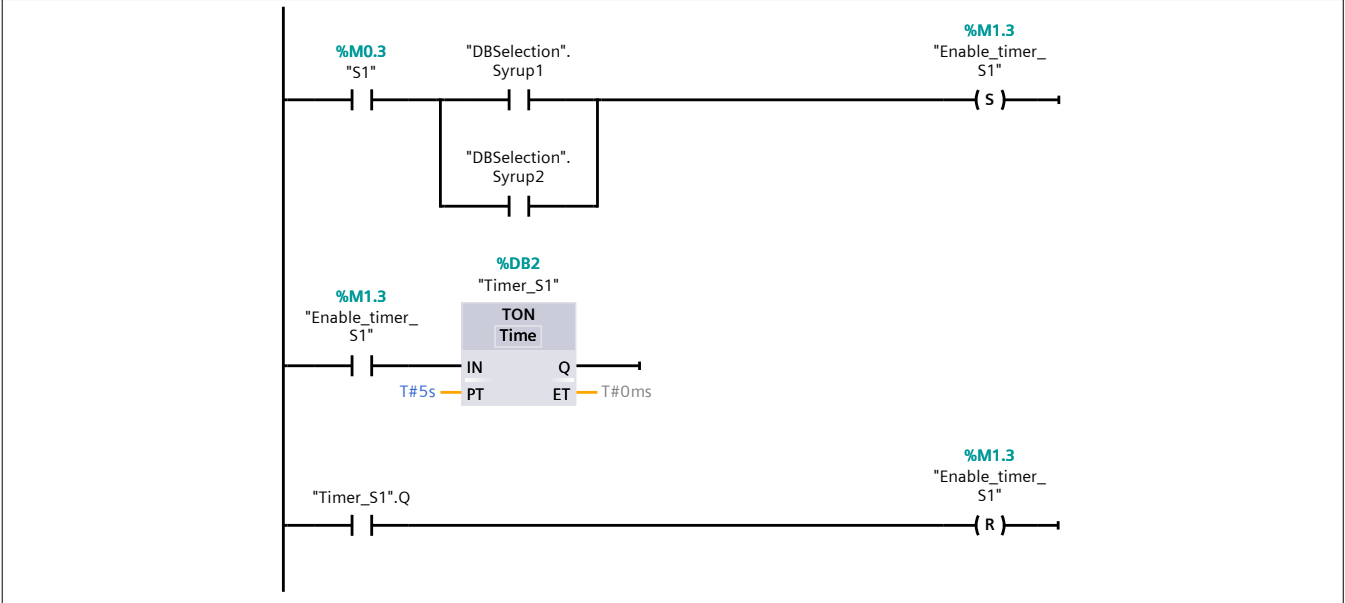 %M0.3
"S1"
"DBSelection".
Syrup1
%M1.3
"Enable_timer_
S1"
S
"DBSelection".
Syrup2
%DB2
"Timer_S1"
%M1.3
"Enable_timer_
S1"
TON
Time
IN
Q
T#5s
PT
ET
T#0ms
"Timer_S1".Q
%M1.3
"Enable_timer_
S1"
R